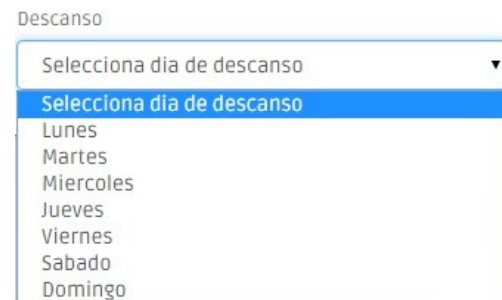 Descanso
Selecciona dia de descanso
Selecciona dia de descanso
Lunes
Martes
Miercoles
Jueves
Viernes
Sabado
Domingo